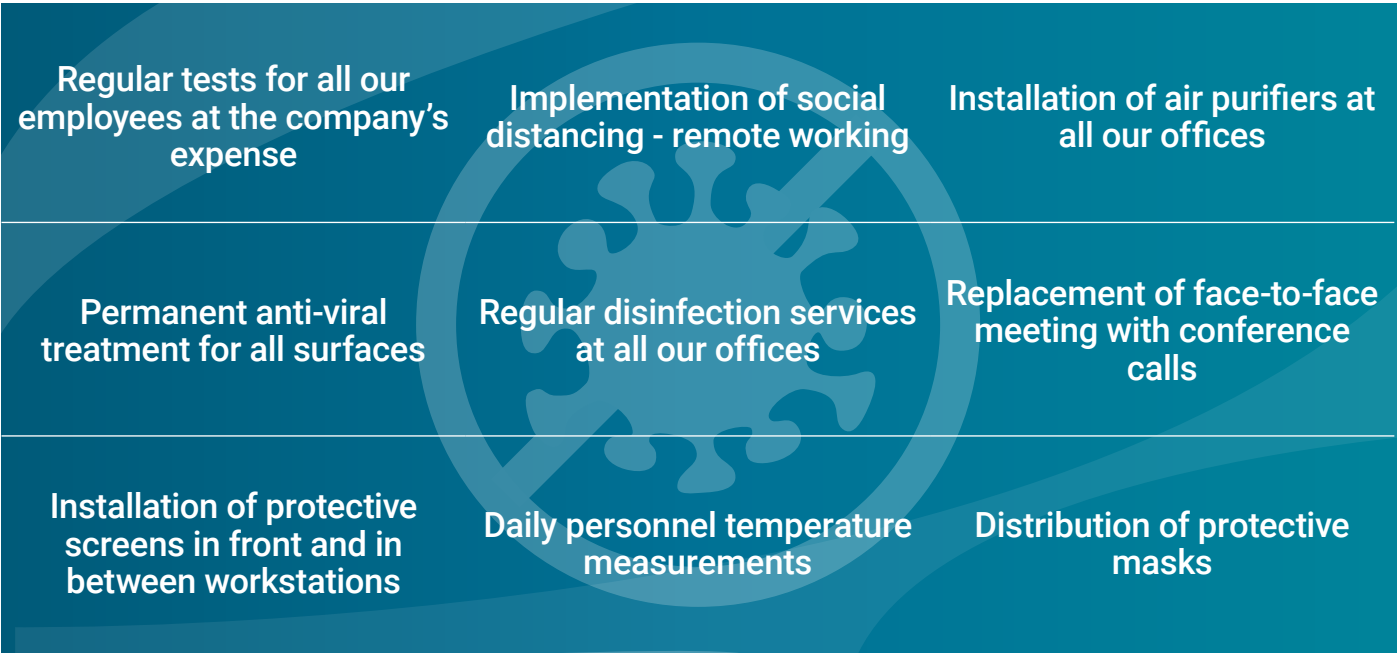 Regular tests for all our
employees at the company’s
expense
Implementation of social
distancing - remote working
Installation of air purifiers at
all our offices
Permanent anti-viral
treatment for all surfaces
Regular disinfection services
at all our offices
Replacement of face-to-face
meeting with conference
calls
Installation of protective
screens in front and in
between workstations
Daily personnel temperature
measurements
Distribution of protective
masks